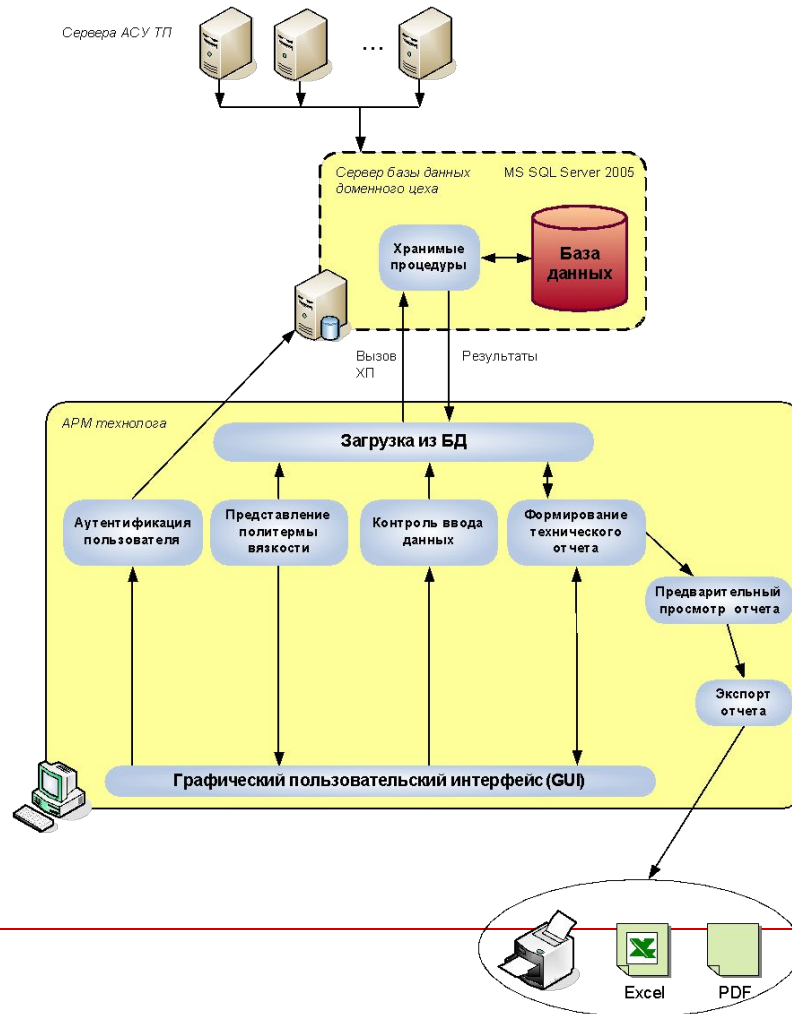 Сервера АСУ ТП
...
Сервер базы данных
доменного цеха
MS SQL Server 2005
Хранимые
процедуры
База
данных
Вызов
ХП
Результаты
АРМ технолога
Загрузка из БД
Аутентификация
пользователя
Представление
политермы
вязкости
Контроль ввода
данных
Формирование
технического
отчета
Предварительный
просмотр отчета
Экспорт
отчета
Графический пользовательский интерфейс (GUI)
Excel
PDF